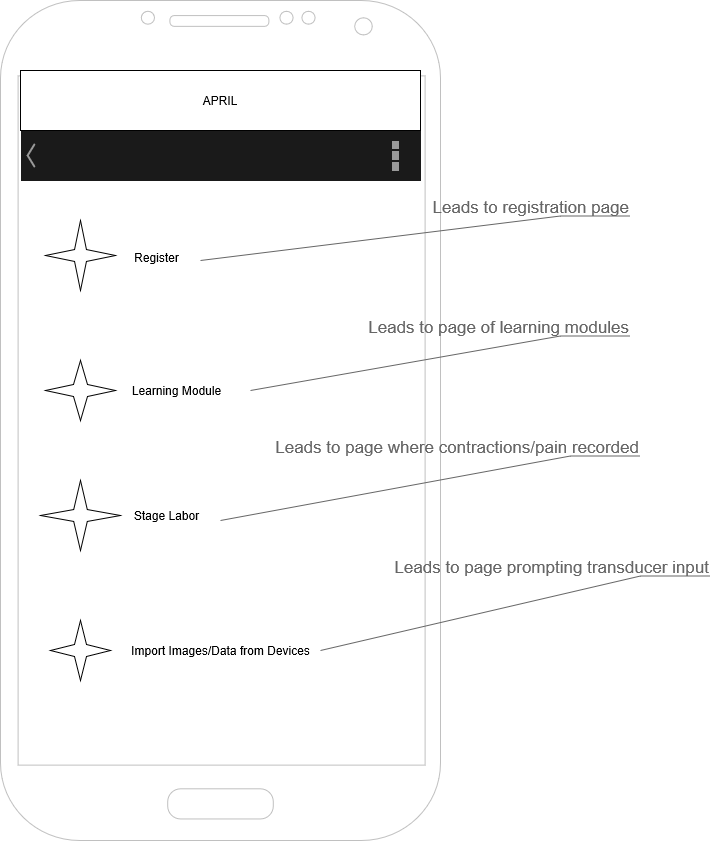 APRIL
Leads to registration page
Register
Leads to page of learning modules
Learning Module
Leads to page where contractions/pain recorded
Stage Labor
Leads to page prompting transducer input
Import Images/Data from Devices